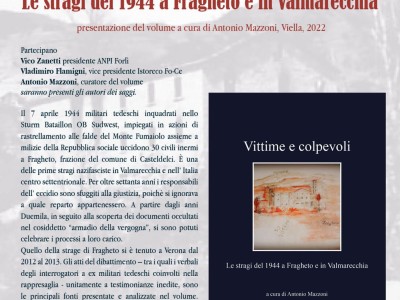 Le stragi del 1944 a Fragheto e in Valmarecchia
presentazione del volume a cura di Antonio Mazzoni, Viella, 2022
Partecipano
Vico Zanetti presidente ANPI Forlì
Vladimiro Flamigni, vice presidente Istoreco Fo-Ce
Antonio Mazzoni, curatore del volume
saranno presenti gli autori dei saggi.
Il 7 aprile 1944 militari tedeschi inquadrati nello
Sturm Bataillon OB Sudwest, impiegati in azioni di
rastrellamento alle falde del Monte Fumaiolo assieme a
milizie della Repubblica sociale uccidono 30 civili inermi
a Fragheto, frazione del comune di Casteldelci. È una
delle prime stragi nazifasciste in Valmarecchia e nell' Italia
centro settentrionale. Per oltre settanta anni i responsabili
dell' eccidio sono sfuggiti alla giustizia, poichè si ignorava
a quale reparto appartenessero. A partire dagli anni
Duemila, in seguito alla scoperta dei documenti occultati
nel cosiddetto "armadio della vergogna", si sono potuti
celebrare i processi a loro carico.
Quello della strage di Fragheto si è tenuto a Verona dal
2012 al 2013. Gli atti del dibattimento – tra i quali i verbali
degli interrogatori a ex militari tedeschi coinvolti nella
rappresaglia - unitamente a testimonianze inedite, sono
le principali fonti presentate e analizzate nel volume.
Vittime e colpevoli
Le stragi del 1944 a Fragheto e in Valmarecchia
a cura di Antonio Mazzoni